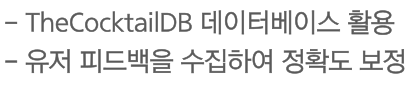 – TheCocktailDB 데이터베이스 활용
– 유저 피드백을 수집하여 정확도 보정